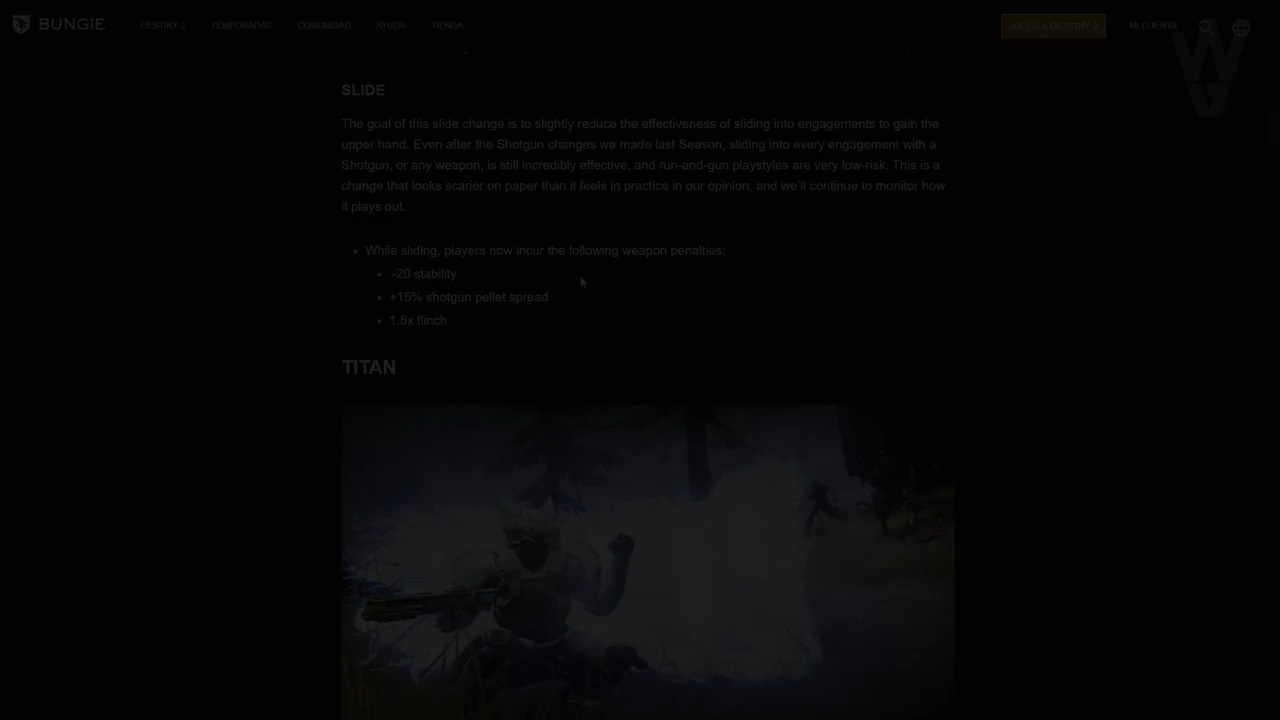 BUNGiE DESTINY 2 TEMPORADAS COMUNIDAD AYUDA TIENDA JUEGA A DESTINY 2 MI CUENTA
SLIDE
The goal of this slide change is to slightly reduce the effectiveness of sliding into engagements to gain the
upper hand. Even after the Shotgun changes we made last Season, sliding into every engagement with a
Shotgun, or any weapon, is still incredibly effective, and run-and-gun playstyles are very low-risk. This is a
change that looks scarier on paper than it feels in practice in our opinion, and we'll continue to monitor how
it plays out.
• While sliding, players now incur the following weapon penalties:
• -20 stability
• +15% shotgun pellet spread
• 1.5x flinch
TITAN